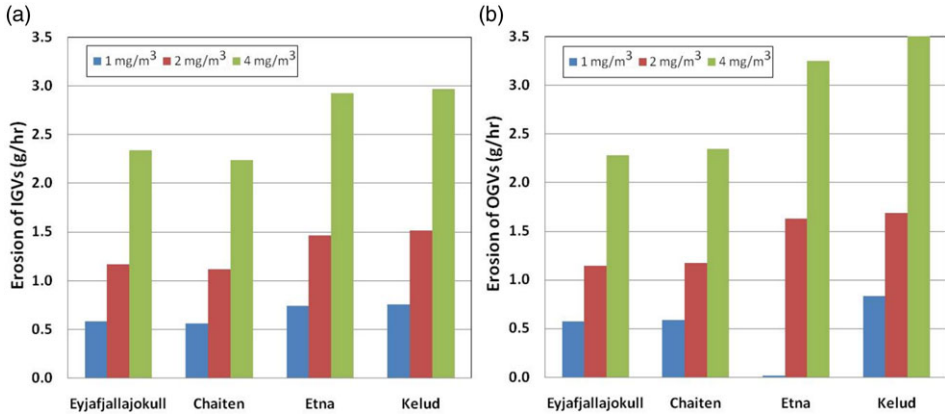 (a)
Erosion of IGVs (g/hr)
3.5
3.0
2.5
2.0
1.5
1.0
0.5
0.0
1 mg/m³ 2 mg/m³ 4 mg/m³
Eyjafjallajokull Chaiten Etna Kelud
(b)
Erosion of OGVs (g/hr)
3.5
3.0
2.5
2.0
1.5
1.0
0.5
0.0
1 mg/m³ 2 mg/m³ 4 mg/m³
Eyjafjallajokull Chaiten Etna Kelud